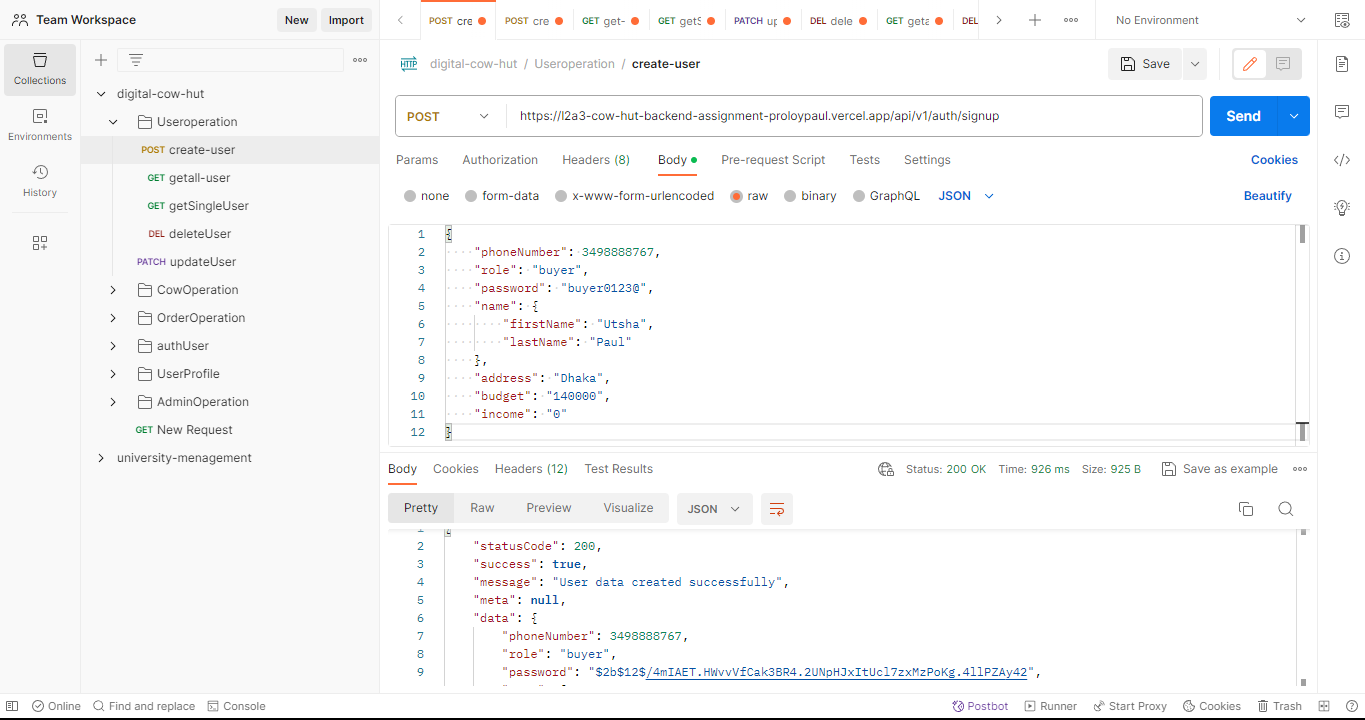 Team Workspace
New
Import
POST cre
POST cre
GET get-
GET getS
PATCH up
DEL dele
GET geta
DEL
No Environment
Collections
Environments
History
digital-cow-hut
Useroperation
POST create-user
GET getall-user
GET getSingleUser
DEL deleteUser
PATCH updateUser
CowOperation
OrderOperation
authUser
UserProfile
AdminOperation
GET New Request
university-menagement
HTTP digital-cow-hut / Useroperation / create-user
Save
POST https://l2a3-cow-hut-backend-assignment-proloypaul.vercel.app/api/v1/auth/signup
Send
Params Authorization Headers (8) Body Pre-request Script Tests Settings
Cookies
none form-data x-www-form-urlencoded raw binary GraphQL JSON
Beautify
1 {
2 "phoneNumber": 3498888767,
3 "role": "buyer",
4 "password": "buyer0123@",
5 "name": {
6 "firstName": "Utsha",
7 "lastName": "Paul"
8 },
9 "address": "Dhaka",
10 "budget": "140000",
11 "income": "0"
12 }
Body Cookies Headers (12) Test Results
Status: 200 OK Time: 926 ms Size: 925 B Save as example
Pretty Raw Preview Visualize JSON
1 {
2 "statusCode": 200,
3 "success": true,
4 "message": "User data created successfully",
5 "meta": null,
6 "data": {
7 "phoneNumber": 3498888767,
8 "role": "buyer",
9 "password": "$2b$12$/4mIAET.HWvvVfCak3BR4.2UNpHJxItUcl7zxMzPoKg.4llPZAy42",
Online Find and replace Console
Postbot Runner Start Proxy Cookies Trash